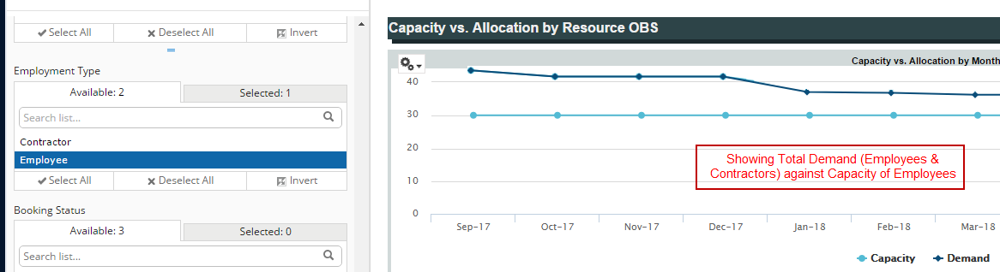 Select All
Deselect All
Invert
Employment Type
Available: 2
Selected: 1
Search list...
Contractor
Employee
Select All
Deselect All
Invert
Booking Status
Available: 3
Selected: 0
Search list...
Capacity vs. Allocation by Resource OBS
Capacity vs. Allocation by Month
40
30
20
10
0
Showing Total Demand (Employees &
Contractors) against Capacity of Employees
Sep-17 Oct-17 Nov-17 Dec-17 Jan-18 Feb-18 Mar-18
Capacity Demand